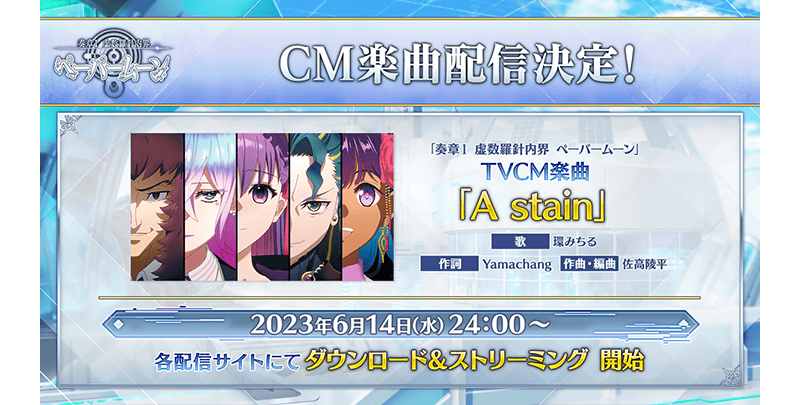 奏章Ⅰ 虚数羅針内界
ペーパームーン
CM楽曲配信決定!
「奏章Ⅰ 虚数羅針内界 ペーパームーン」
TVCM楽曲
「A stain」
歌 環みちる
作詞 Yamachang 作曲・編曲 佐高陵平
2023年6月14日(水) 24:00〜
各配信サイトにて ダウンロード&ストリーミング 開始